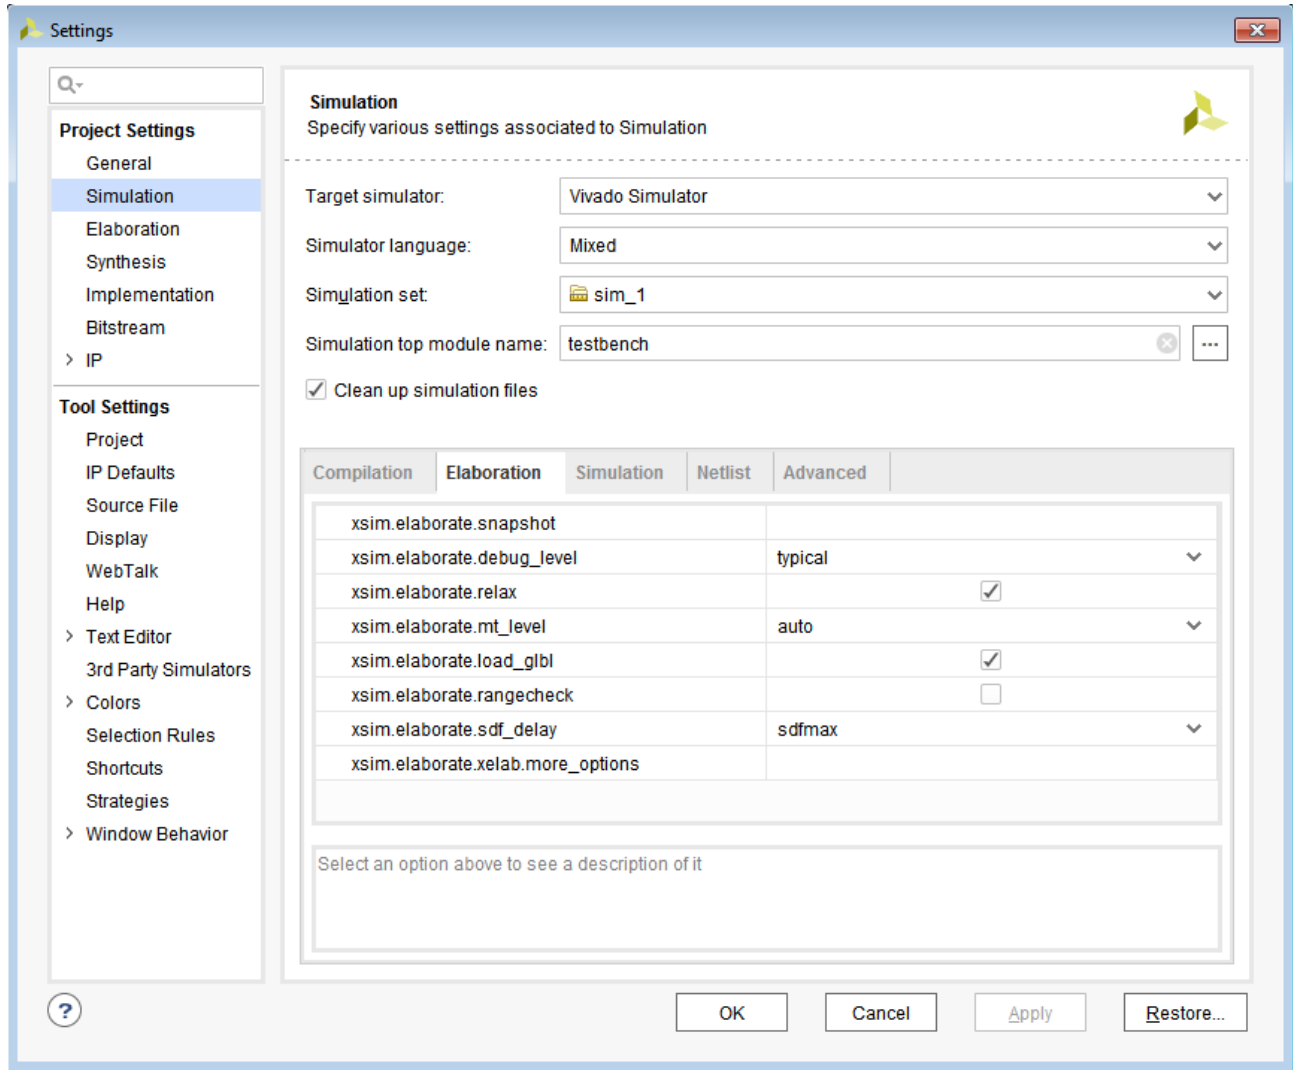 Settings
Project Settings
General
Simulation
Elaboration
Synthesis
Implementation
Bitstream
IP
Tool Settings
Project
IP Defaults
Source File
Display
WebTalk
Help
Text Editor
3rd Party Simulators
Colors
Selection Rules
Shortcuts
Strategies
Window Behavior
Simulation
Specify various settings associated to Simulation
Target simulator: Vivado Simulator
Simulator language: Mixed
Simulation set: sim_1
Simulation top module name: testbench ...
Clean up simulation files
Compilation Elaboration Simulation Netlist Advanced
xsim.elaborate.snapshot
xsim.elaborate.debug_level typical
xsim.elaborate.relax
xsim.elaborate.mt_level auto
xsim.elaborate.load_glbl
xsim.elaborate.rangecheck
xsim.elaborate.sdf_delay sdfmax
xsim.elaborate.xelab.more_options
Select an option above to see a description of it
? OK Cancel Apply Restore...